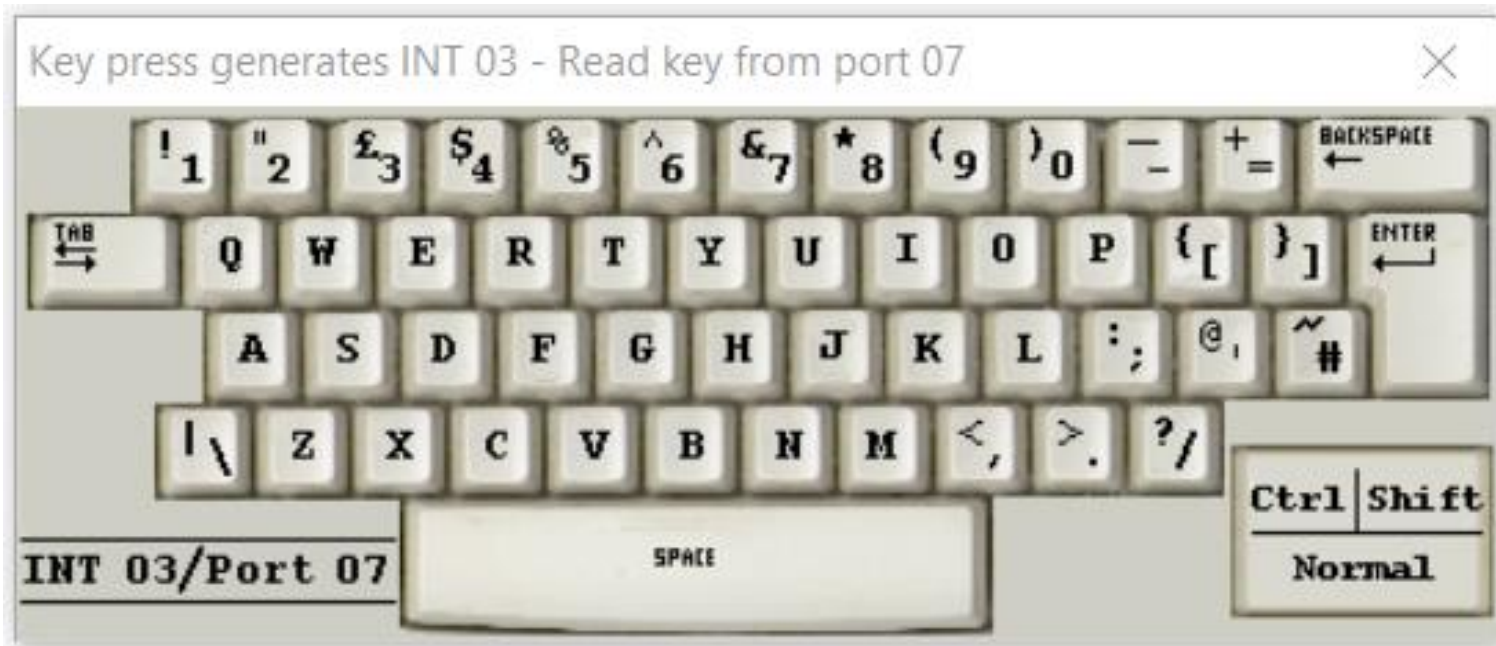 Key press generates INT 03 - Read key from port 07
! 1 " 2 £ 3 $ 4 % 5 ^ 6 & 7 * 8 ( 9 ) 0 — - + = BACKSPACE ←
TAB Q W E R T Y U I O P { [ } ] ENTER
A S D F G H J K L : ; @ ' ~ #
| \ Z X C V B N M < , > . ? /
Ctrl Shift
INT 03/Port 07 SPACE Normal